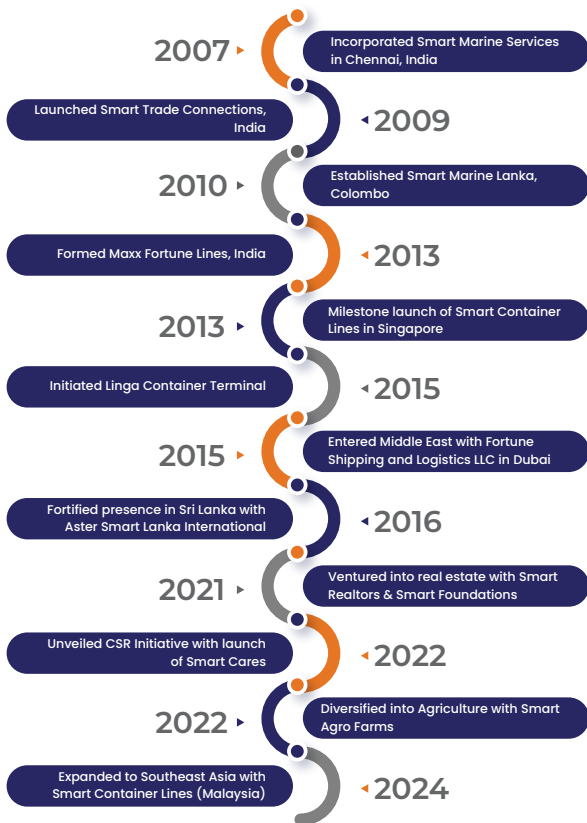 2007
Incorporated Smart Marine Services
in Chennai, India
Launched Smart Trade Connections,
India
2009
2010
Established Smart Marine Lanka,
Colombo
Formed Maxx Fortune Lines, India
2013
2013
Milestone launch of Smart Container
Lines in Singapore
Initiated Linga Container Terminal
2015
2015
Entered Middle East with Fortune
Shipping and Logistics LLC in Dubai
Fortified presence in Sri Lanka with
Aster Smart Lanka International
2016
2021
Ventured into real estate with Smart
Realtors & Smart Foundations
Unveiled CSR Initiative with launch
of Smart Cares
2022
2022
Diversified into Agriculture with Smart
Agro Farms
Expanded to Southeast Asia with
Smart Container Lines (Malaysia)
2024